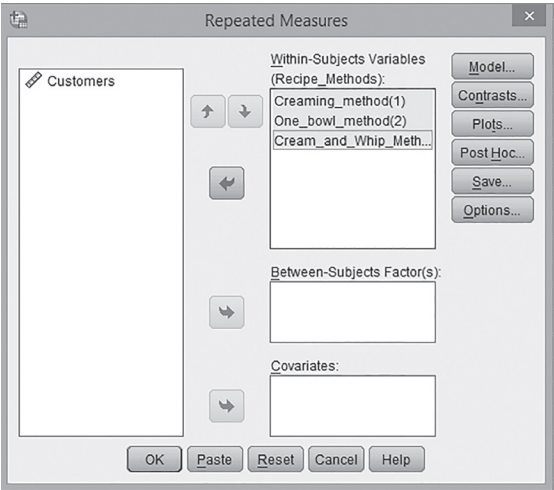 Repeated Measures
Customers
Within-Subjects Variables
(Recipe_Methods):
Creaming_method(1)
One_bowl_method(2)
Cream_and_Whip_Meth...
Between-Subjects Factor(s):
Covariates:
Model...
Contrasts...
Plots...
Post Hoc...
Save...
Options...
OK
Paste
Reset
Cancel
Help